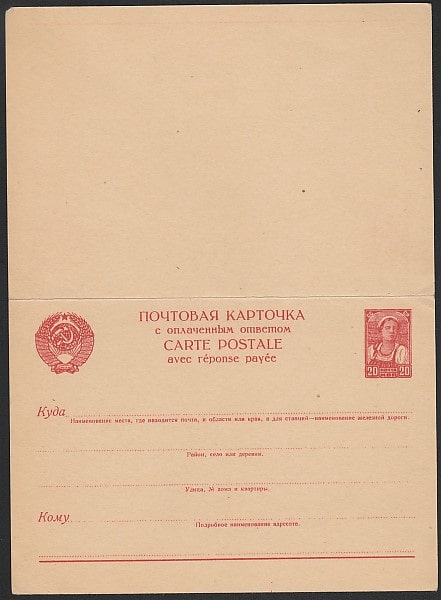 ПОЧТОВАЯ КАРТОЧКА
с оплаченным ответом
CARTE POSTALE
avec réponse payée
20 20
Куда
Наименование места, где находится почта, и области или края, а для станций—наименование железной дороги.
Район, село или деревня.
Улица, № дома и квартиры.
Кому
Подробное наименование адресата.